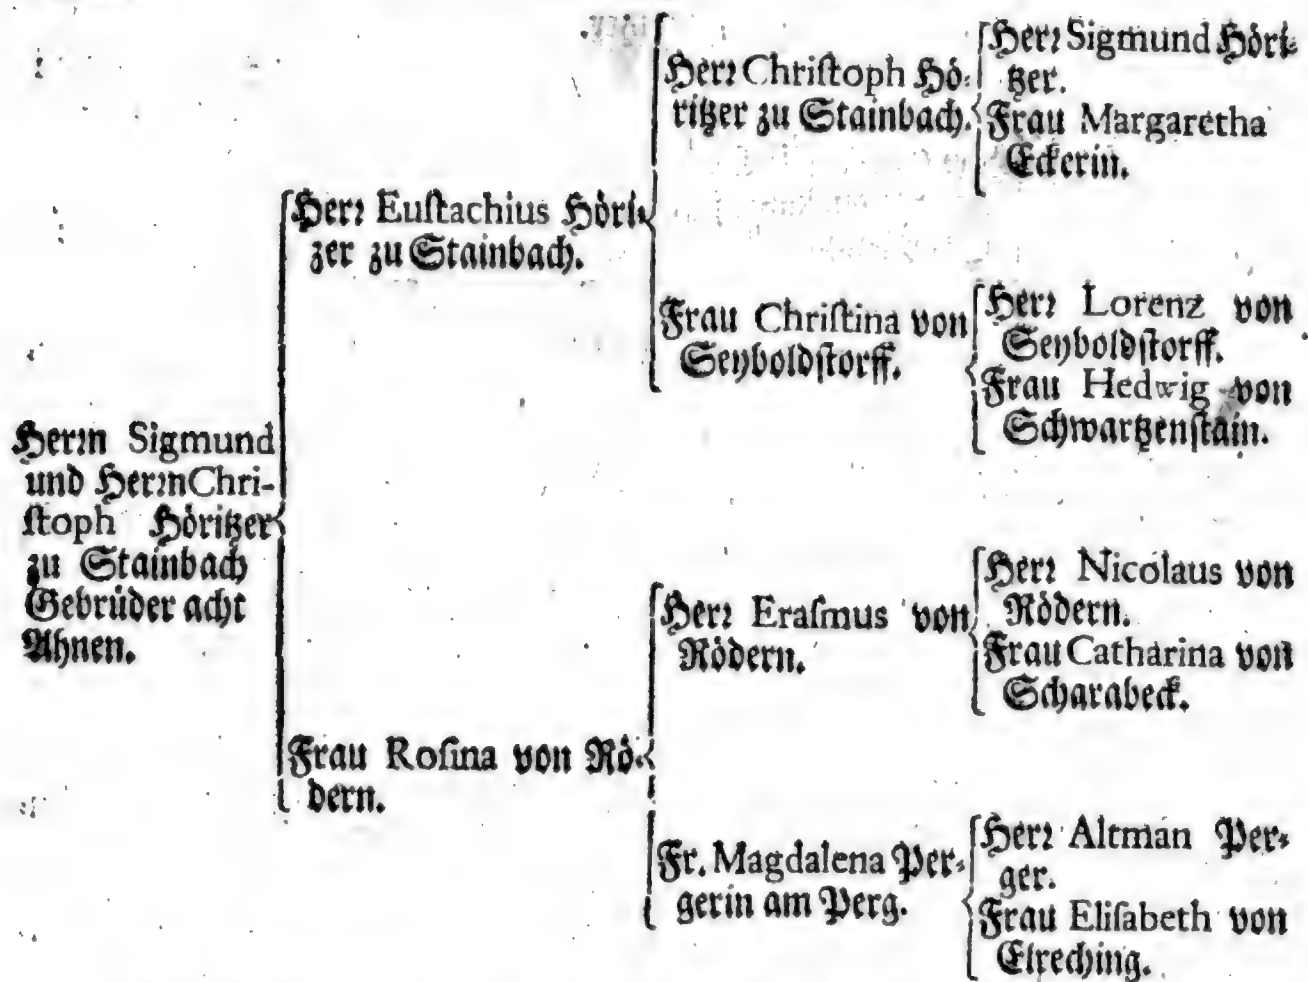 Herrn Sigmund
und Herrn Chri-
ſtoph Höritzer
zu Stainbach
Gebrüder acht
Ahnen.
Herr Euſtachius Höri-
zer zu Stainbach.
Frau Roſina von Rö-
dern.
Herr Chriſtoph Hö-
ritzer zu Stainbach.
Frau Chriſtina von
Seyboldſtorff.
Herr Eraſmus von
Rödern.
Fr. Magdalena Per-
gerin am Perg.
Herr Sigmund Höri-
tzer.
Frau Margaretha
Eckerin.
Herr Lorenz von
Seyboldſtorff.
Frau Hedwig von
Schwartzenſtain.
Herr Nicolaus von
Rödern.
Frau Catharina von
Scharabeck.
Herr Altman Per-
ger.
Frau Eliſabeth von
Elreching.